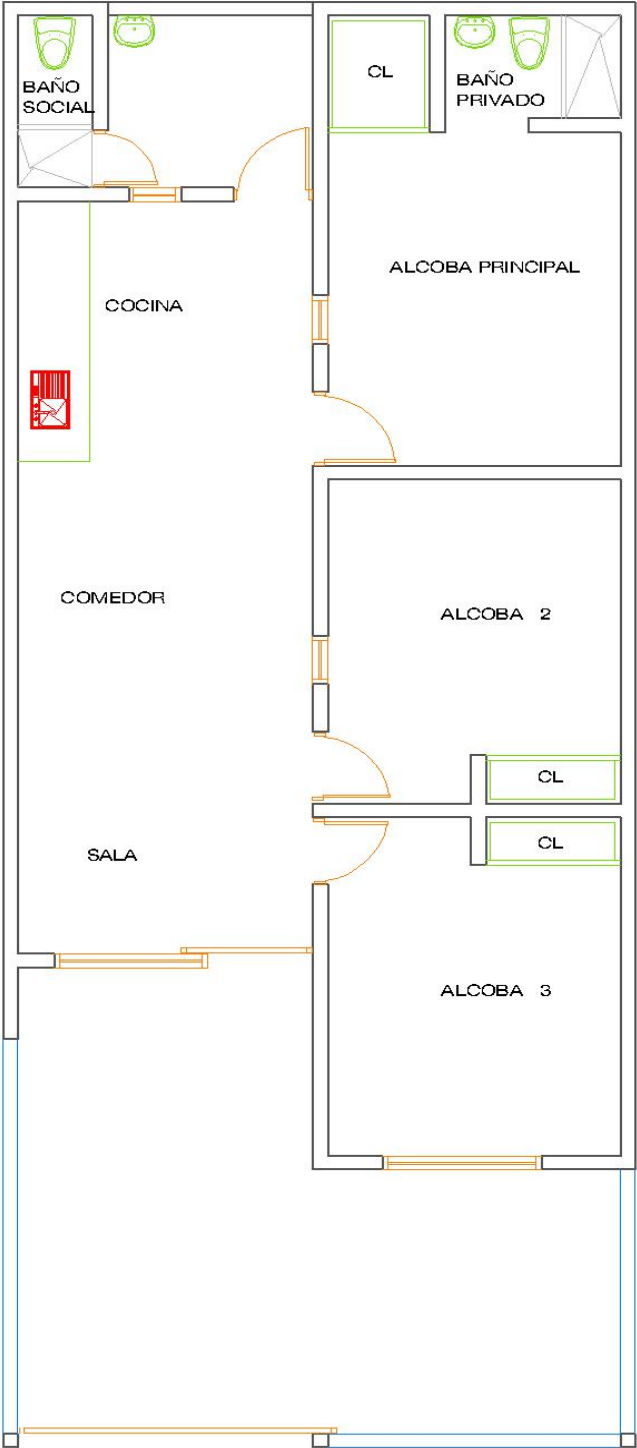 BAÑO
SOCIAL
CL
BAÑO
PRIVADO
ALCOBA PRINCIPAL
COCINA
COMEDOR
ALCOBA 2
CL
CL
SALA
ALCOBA 3